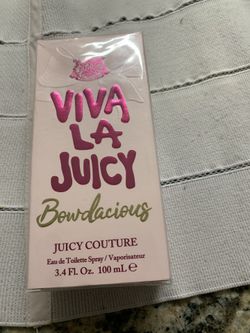 VIVA
LA
JUICY
Bowdacious
JUICY COUTURE
Eau de Toilette Spray / Vaporisateur
3.4 Fl. Oz. 100 mL ℮